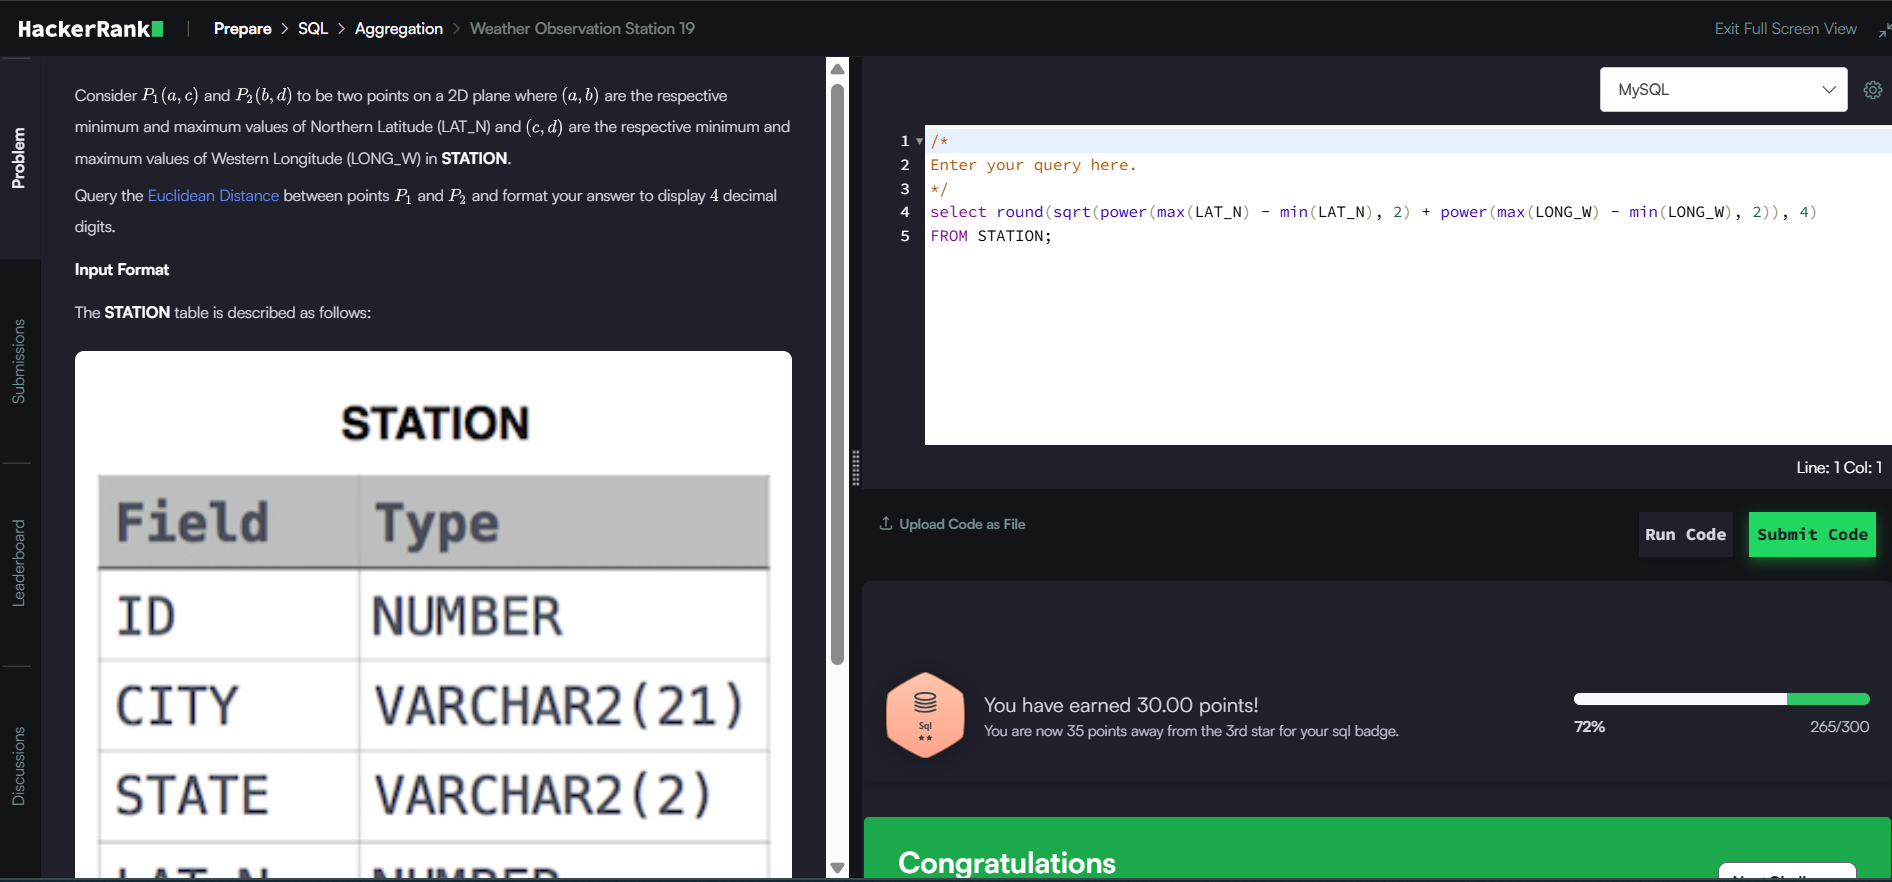 HackerRank | Prepare > SQL > Aggregation > Weather Observation Station 19
Exit Full Screen View
Problem
Submissions
Leaderboard
Discussions
Consider P₁(a, c) and P₂(b, d) to be two points on a 2D plane where (a, b) are the respective
minimum and maximum values of Northern Latitude (LAT_N) and (c, d) are the respective minimum and
maximum values of Western Longitude (LONG_W) in STATION.
Query the Euclidean Distance between points P₁ and P₂ and format your answer to display 4 decimal
digits.
Input Format
The STATION table is described as follows:
STATION
Field Type
ID NUMBER
CITY VARCHAR2(21)
STATE VARCHAR2(2)
LAT_N NUMBER
MySQL
1 /*
2 Enter your query here.
3 */
4 select round(sqrt(power(max(LAT_N) - min(LAT_N), 2) + power(max(LONG_W) - min(LONG_W), 2)), 4)
5 FROM STATION;
Line: 1 Col: 1
Upload Code as File
Run Code
Submit Code
Sql
You have earned 30.00 points!
You are now 35 points away from the 3rd star for your sql badge.
72%
265/300
Congratulations